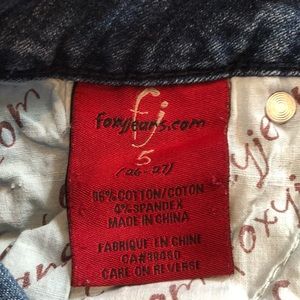 fj
foxyjeans.com
5
(26-27)
96% COTTON/COTON
4% SPANDEX
MADE IN CHINA
FABRIQUE EN CHINE
CARE ON REVERSE